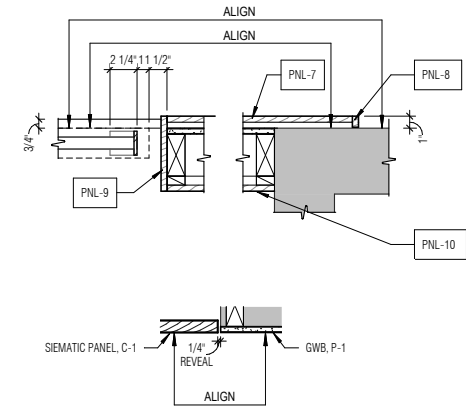 ALIGN
ALIGN
2 1/4" 1 1 1/2"
PNL-7
PNL-8
3/4"
1"
PNL-9
PNL-10
SIEMATIC PANEL, C-1
1/4"
REVEAL
GWB, P-1
ALIGN